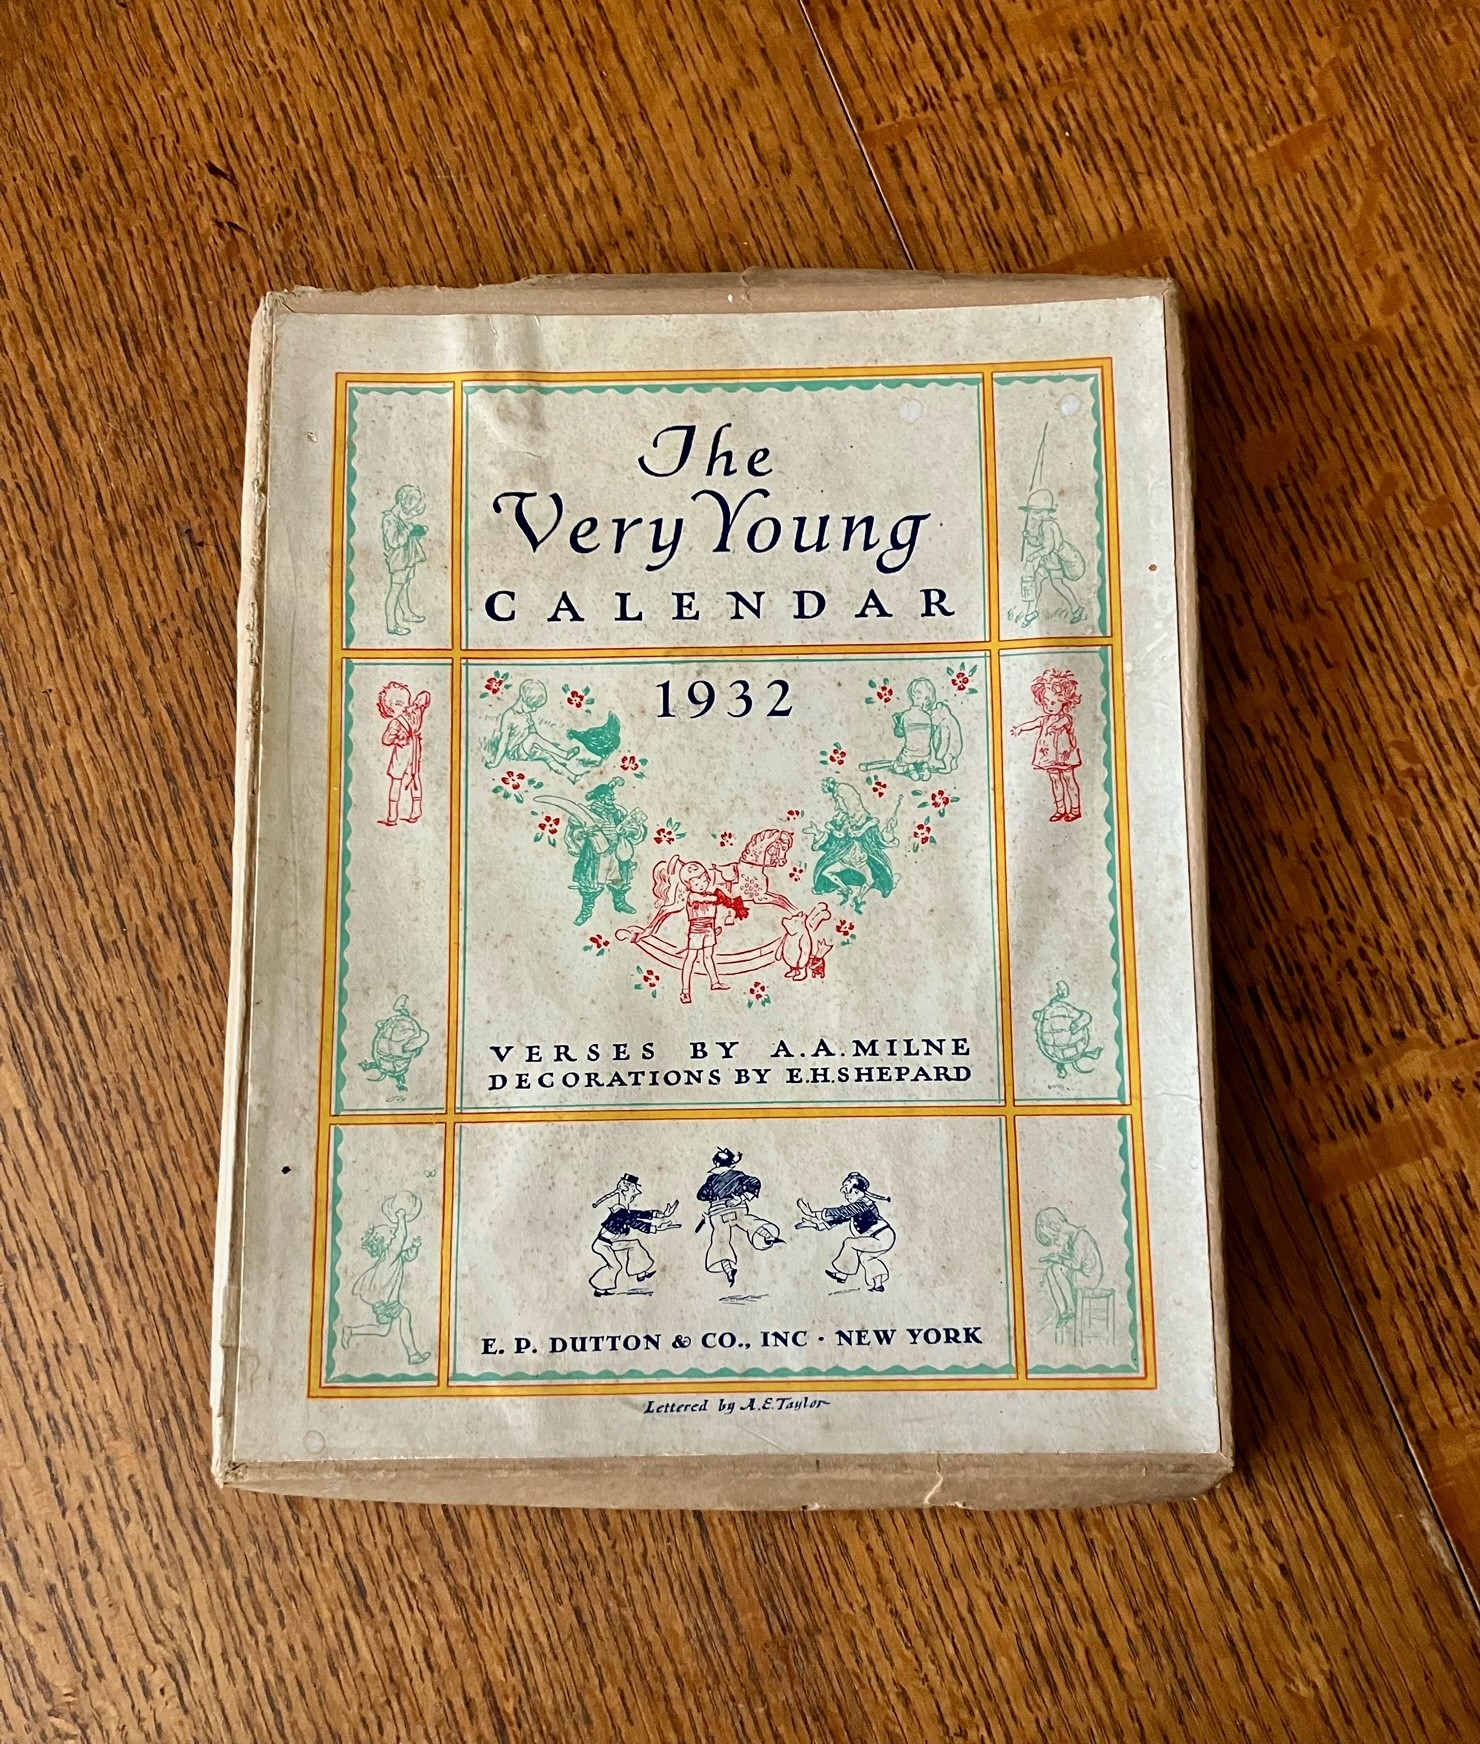 The
Very Young
CALENDAR
1932
VERSES BY A.A.MILNE
DECORATIONS BY E.H.SHEPARD
E. P. DUTTON & CO., INC · NEW YORK
Lettered by A.E.Taylor